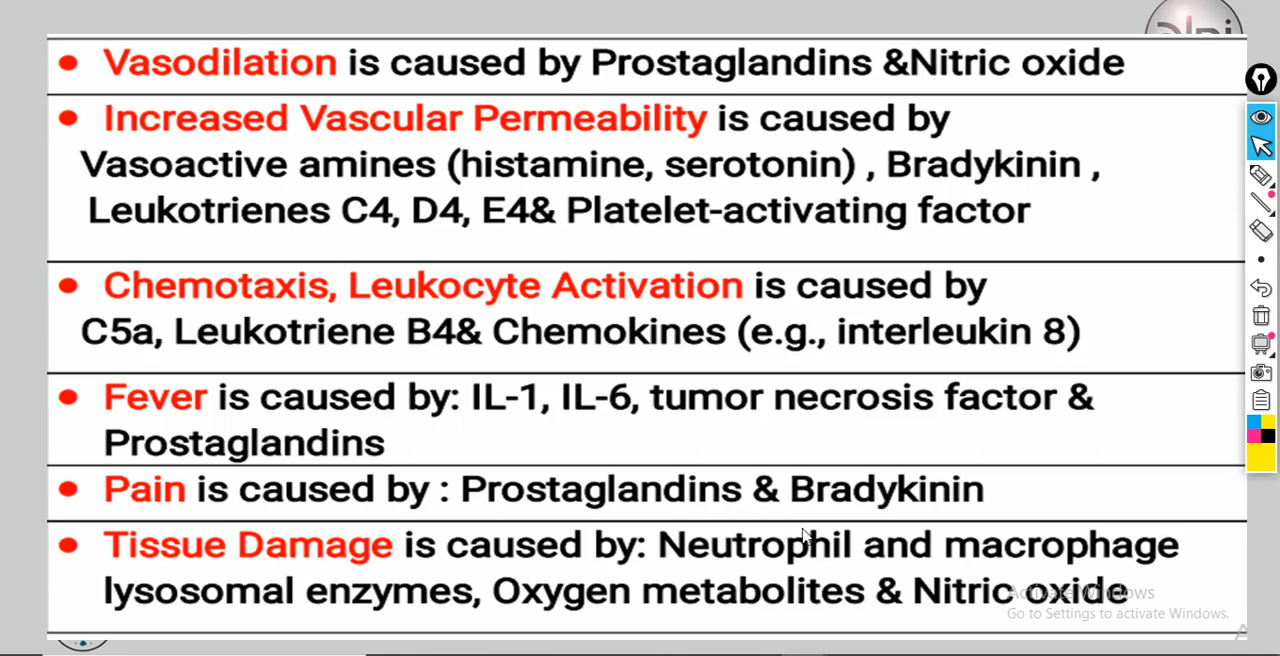 • Vasodilation is caused by Prostaglandins &Nitric oxide
• Increased Vascular Permeability is caused by
Vasoactive amines (histamine, serotonin) , Bradykinin ,
Leukotrienes C4, D4, E4& Platelet-activating factor
• Chemotaxis, Leukocyte Activation is caused by
C5a, Leukotriene B4& Chemokines (e.g., interleukin 8)
• Fever is caused by: IL-1, IL-6, tumor necrosis factor &
Prostaglandins
• Pain is caused by : Prostaglandins & Bradykinin
• Tissue Damage is caused by: Neutrophil and macrophage
lysosomal enzymes, Oxygen metabolites & Nitric oxide
Activate Windows
Go to Settings to activate Windows.